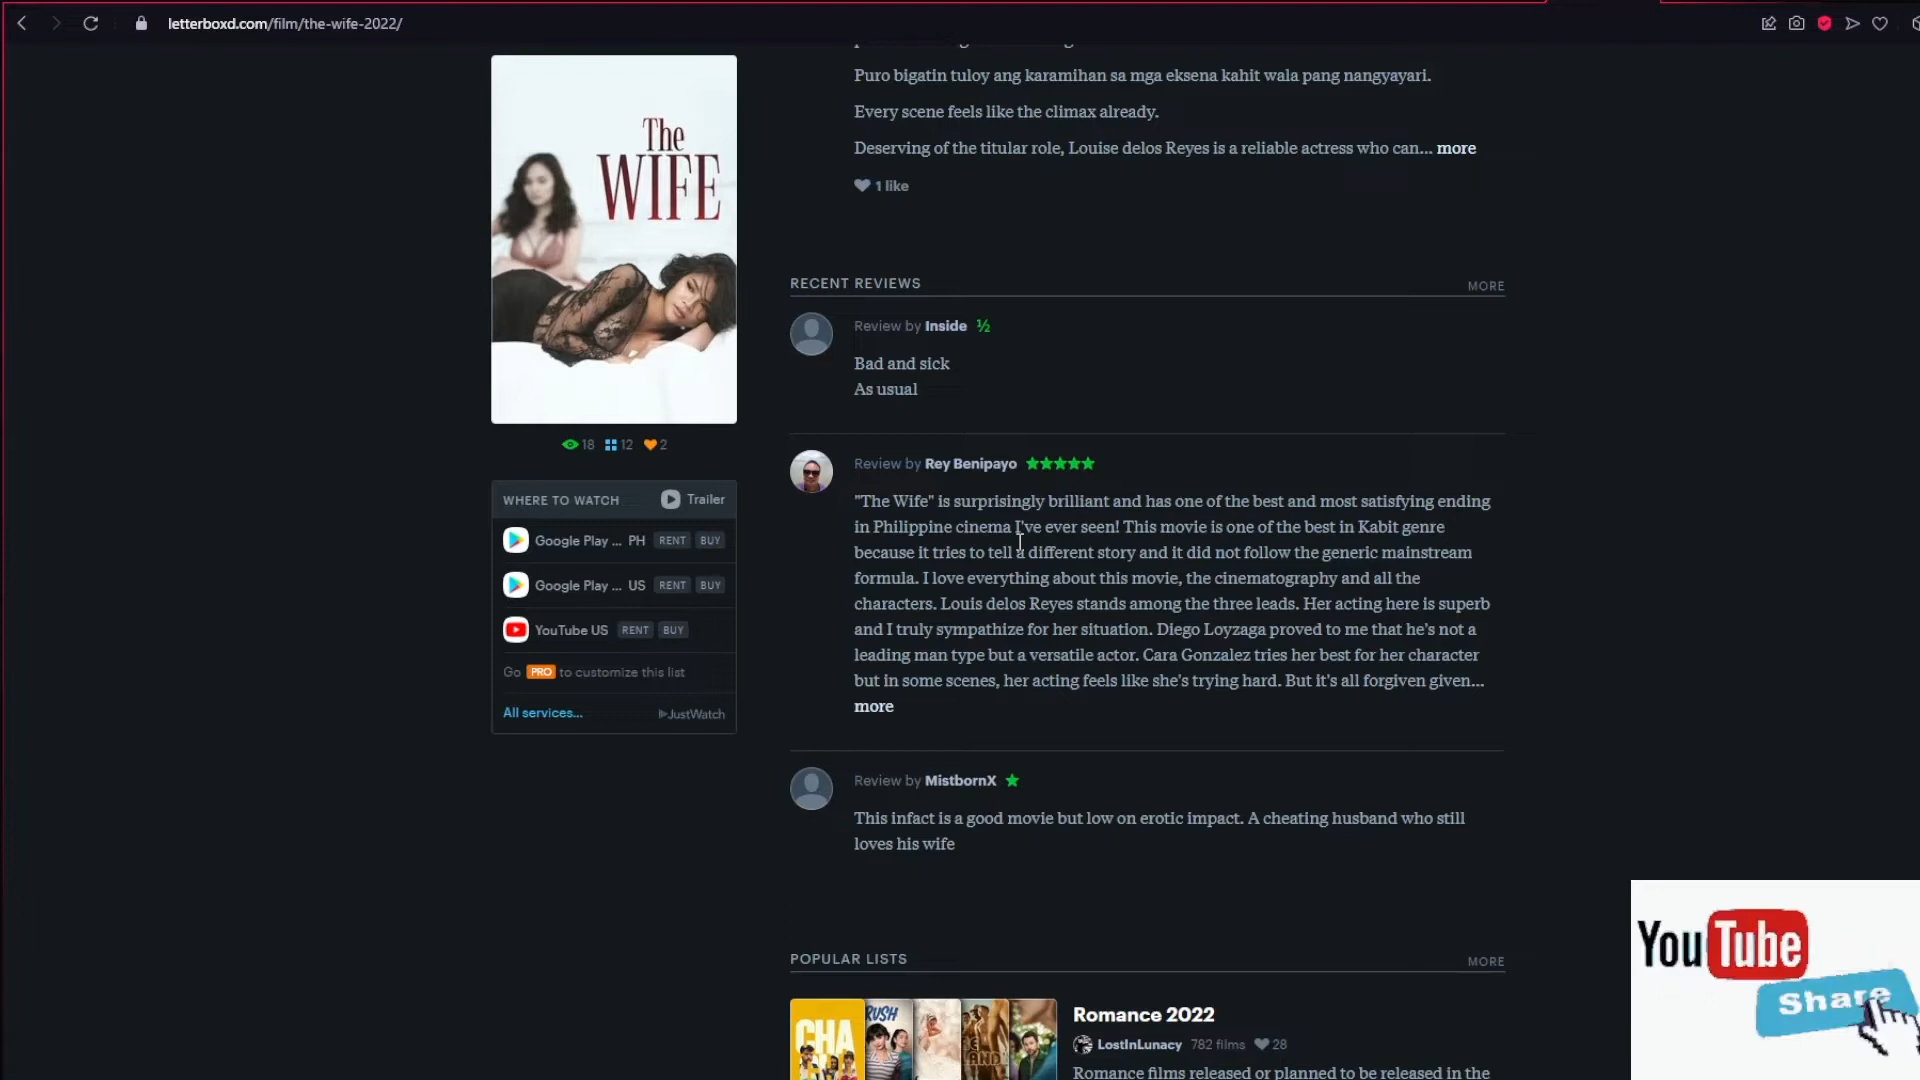 letterboxd.com/film/the-wife-2022/
Puro bigatin tuloy ang karamihan sa mga eksena kahit wala pang nangyayari.
Every scene feels like the climax already.
Deserving of the titular role, Louise delos Reyes is a reliable actress who can... more
1 like
The
WIFE
18 12 2
WHERE TO WATCH Trailer
Google Play ... PH RENT BUY
Google Play ... US RENT BUY
YouTube US RENT BUY
Go PRO to customize this list
All services... JustWatch
RECENT REVIEWS MORE
Review by Inside ½
Bad and sick
As usual
Review by Rey Benipayo ★★★★★
"The Wife" is surprisingly brilliant and has one of the best and most satisfying ending
in Philippine cinema I've ever seen! This movie is one of the best in Kabit genre
because it tries to tell a different story and it did not follow the generic mainstream
formula. I love everything about this movie, the cinematography and all the
characters. Louis delos Reyes stands among the three leads. Her acting here is superb
and I truly sympathize for her situation. Diego Loyzaga proved to me that he's not a
leading man type but a versatile actor. Cara Gonzalez tries her best for her character
but in some scenes, her acting feels like she's trying hard. But it's all forgiven given...
more
Review by MistbornX ★
This infact is a good movie but low on erotic impact. A cheating husband who still
loves his wife
POPULAR LISTS MORE
CHA
RUSH
Romance 2022
LostInLunacy 782 films 28
Romance films released or planned to be released in the
YouTube
Share